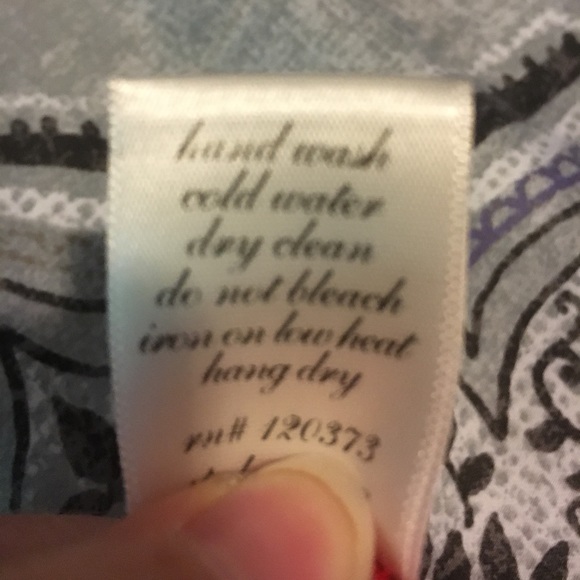 hand wash
cold water
dry clean
do not bleach
iron on low heat
hang dry
rn# 120373